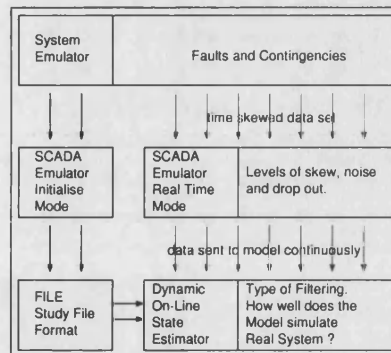 System
Emulator
Faults and Contingencies
time skewed data set
SCADA
Emulator
Initialise
Mode
SCADA
Emulator
Real Time
Mode
Levels of skew, noise
and drop out.
data sent to model continuously
FILE
Study File
Format
Dynamic
On-Line
State
Estimator
Type of Filtering.
How well does the
Model simulate
Real System ?